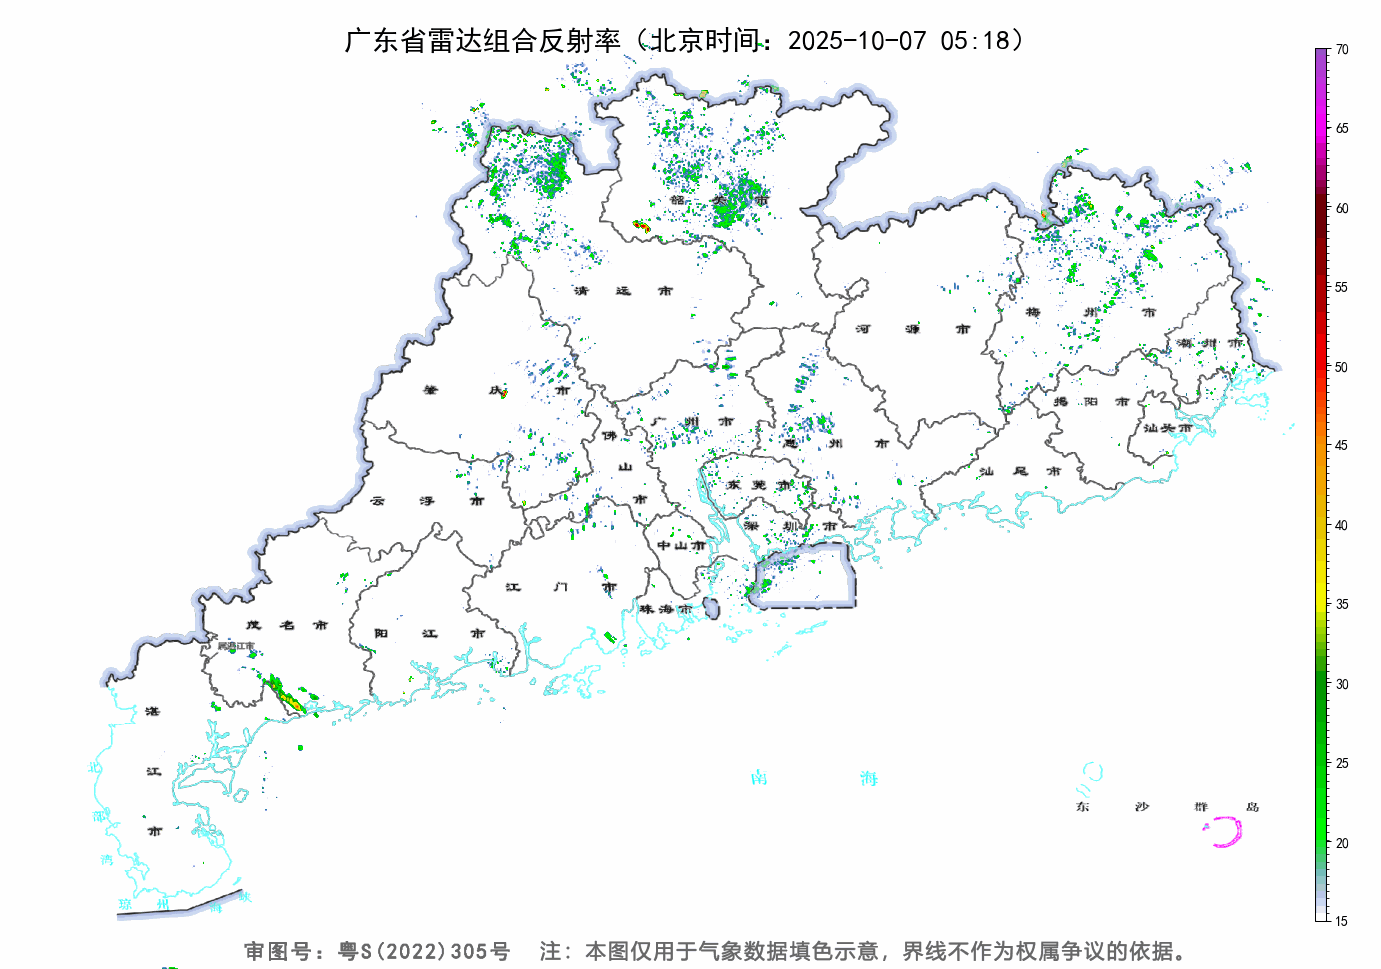 广东省雷达组合反射率（北京时间：2025-10-07 05:18）
70
65
60
55
50
45
40
35
30
25
20
15
韶关市
清远市
河源市
梅州市
潮州市
肇庆市
广州市
佛山市
惠州市
揭阳市
汕头市
汕尾市
云浮市
东莞市
深圳市
中山市
江门市
珠海市
茂名市
阳江市
属湛江市
湛江市
北部湾
琼州海峡
南海
东沙群岛
审图号：粤S(2022)305号 注：本图仅用于气象数据填色示意，界线不作为权属争议的依据。